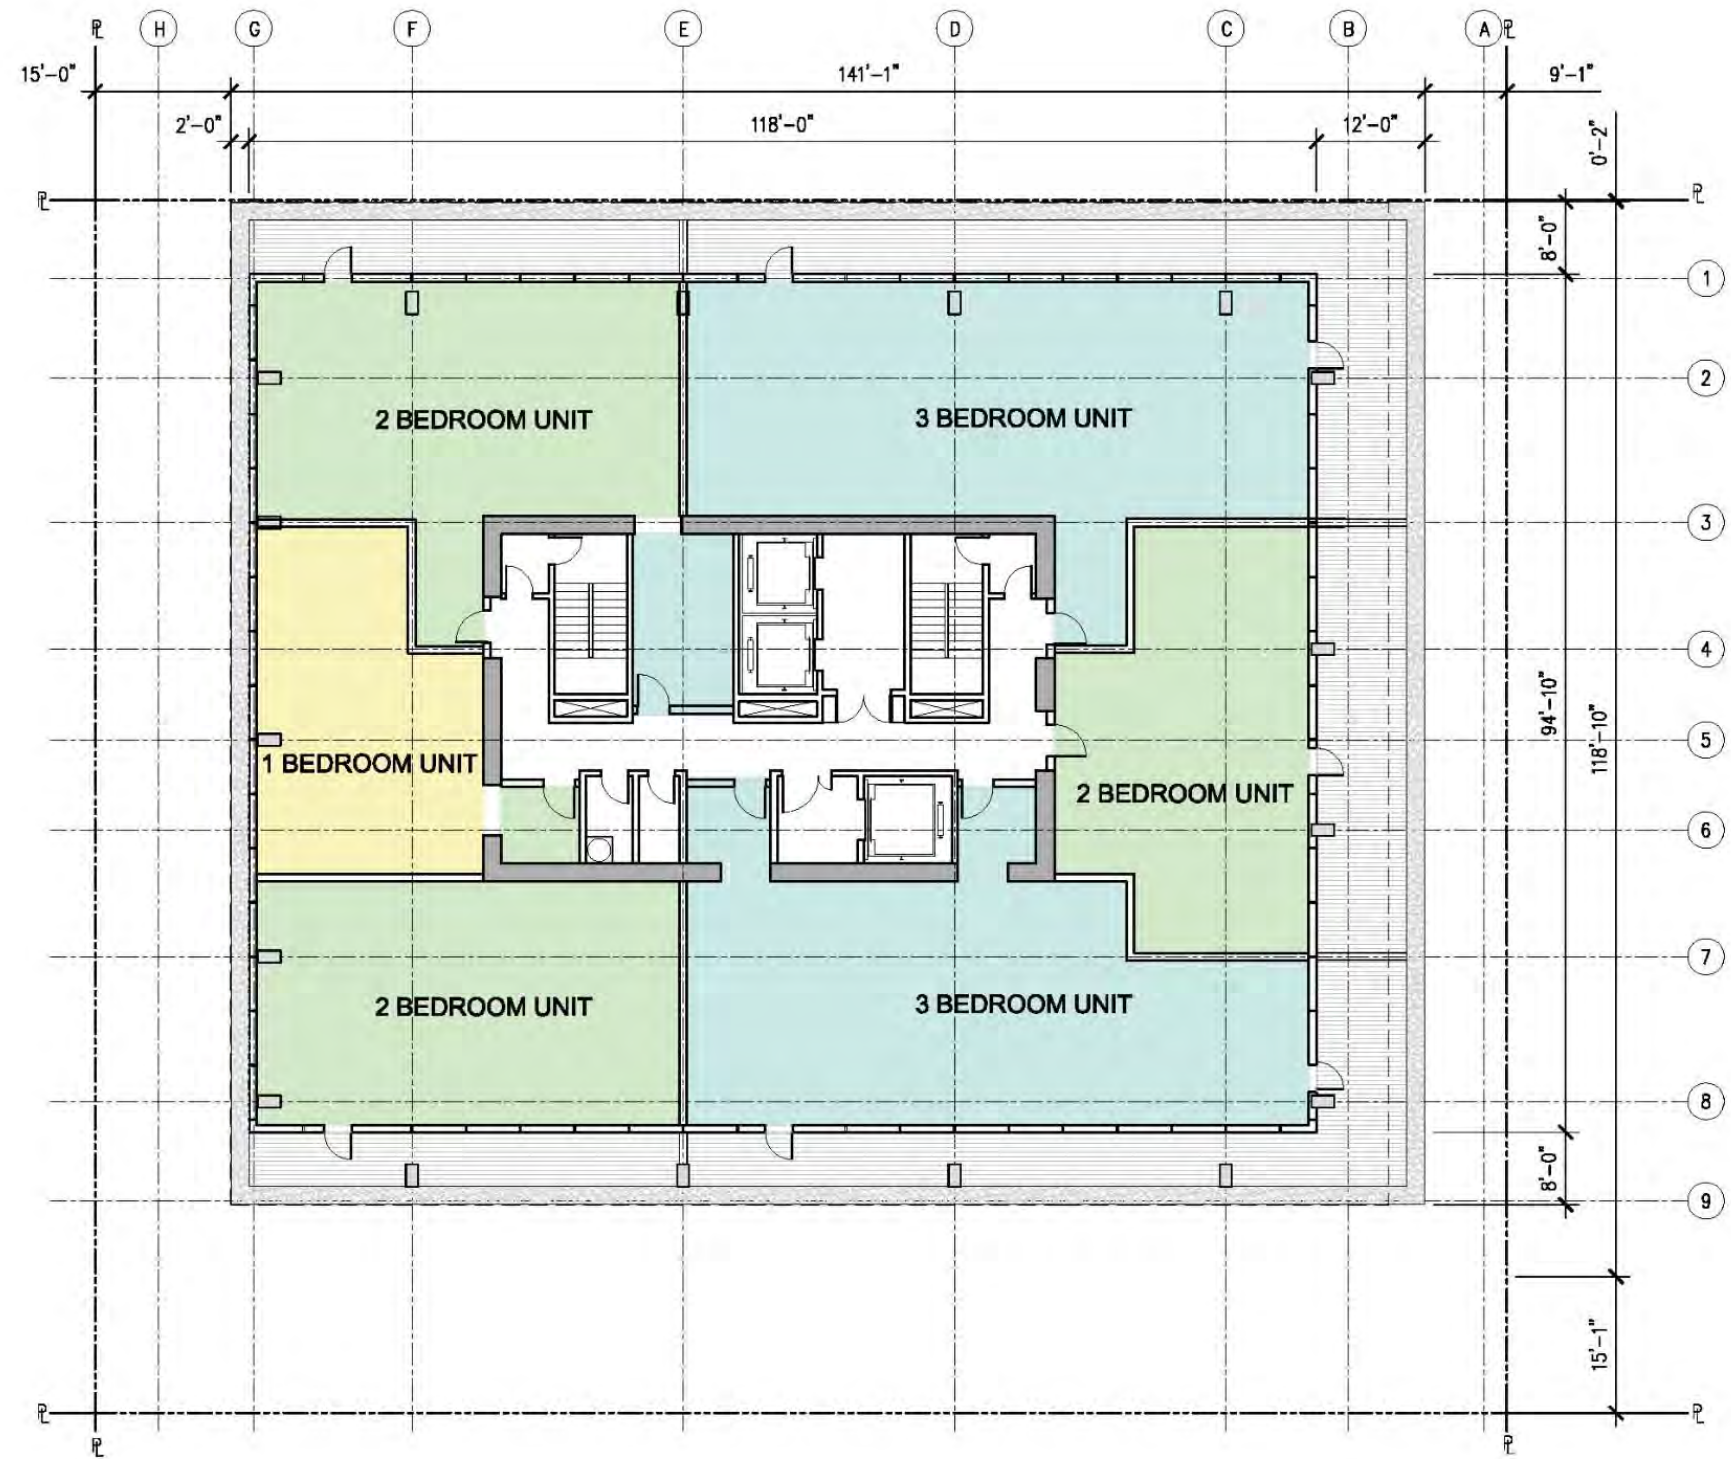 ℄ H G F E D C B A ℄
15'-0" 141'-1" 9'-1"
2'-0" 118'-0" 12'-0"
0'-2"
℄ ℄
8'-0"
1
2
2 BEDROOM UNIT 3 BEDROOM UNIT
3
4
94'-10"
118'-10"
5
1 BEDROOM UNIT
2 BEDROOM UNIT
6
7
2 BEDROOM UNIT 3 BEDROOM UNIT
8
8'-0"
9
15'-1"
℄ ℄
℄ ℄